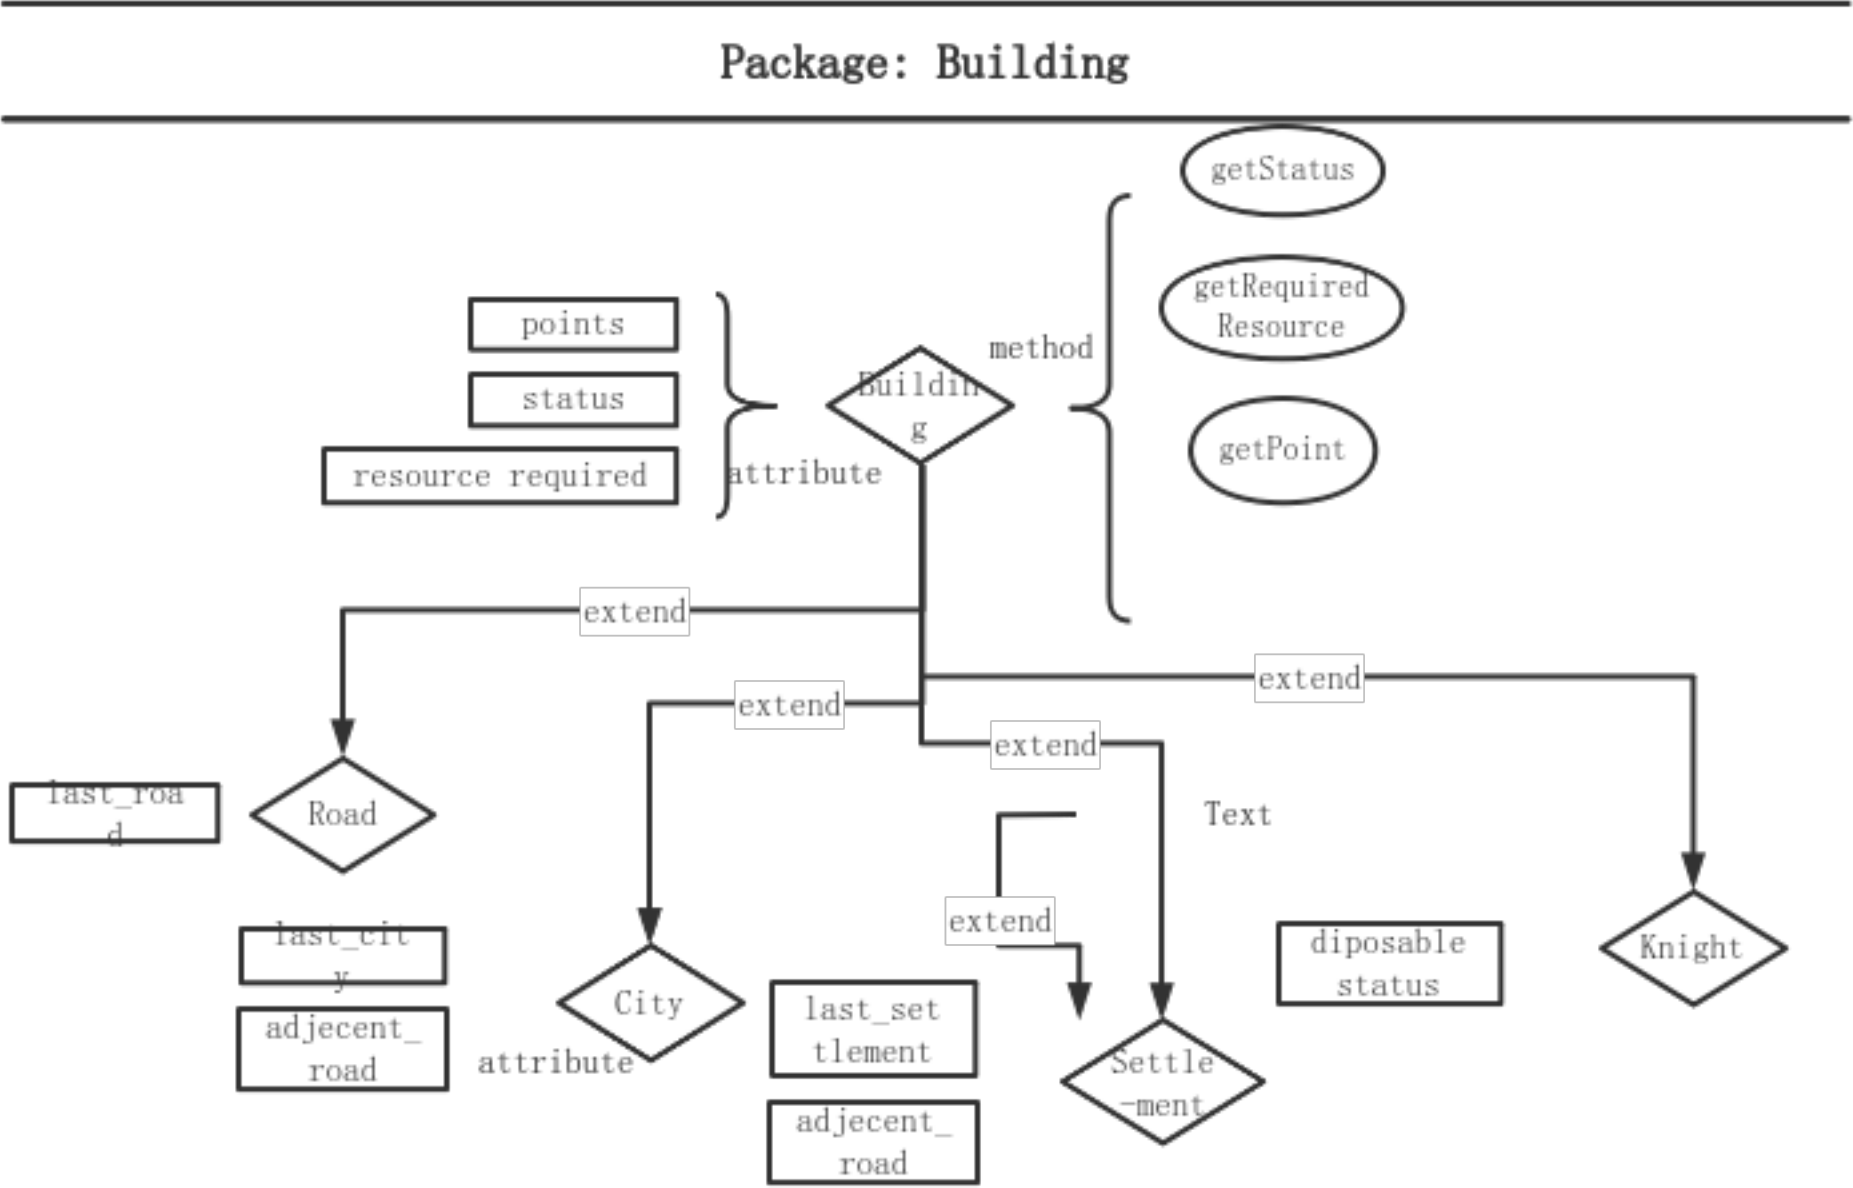 Package: Building
getStatus
getRequired
Resource
getPoint
method
points
status
resource required
attribute
Buildin
g
extend
extend
extend
extend
last_roa
d
Road
Text
extend
last_cit
y
adjecent_
road
City
attribute
last_set
tlement
adjecent_
road
Settle
-ment
diposable
status
Knight